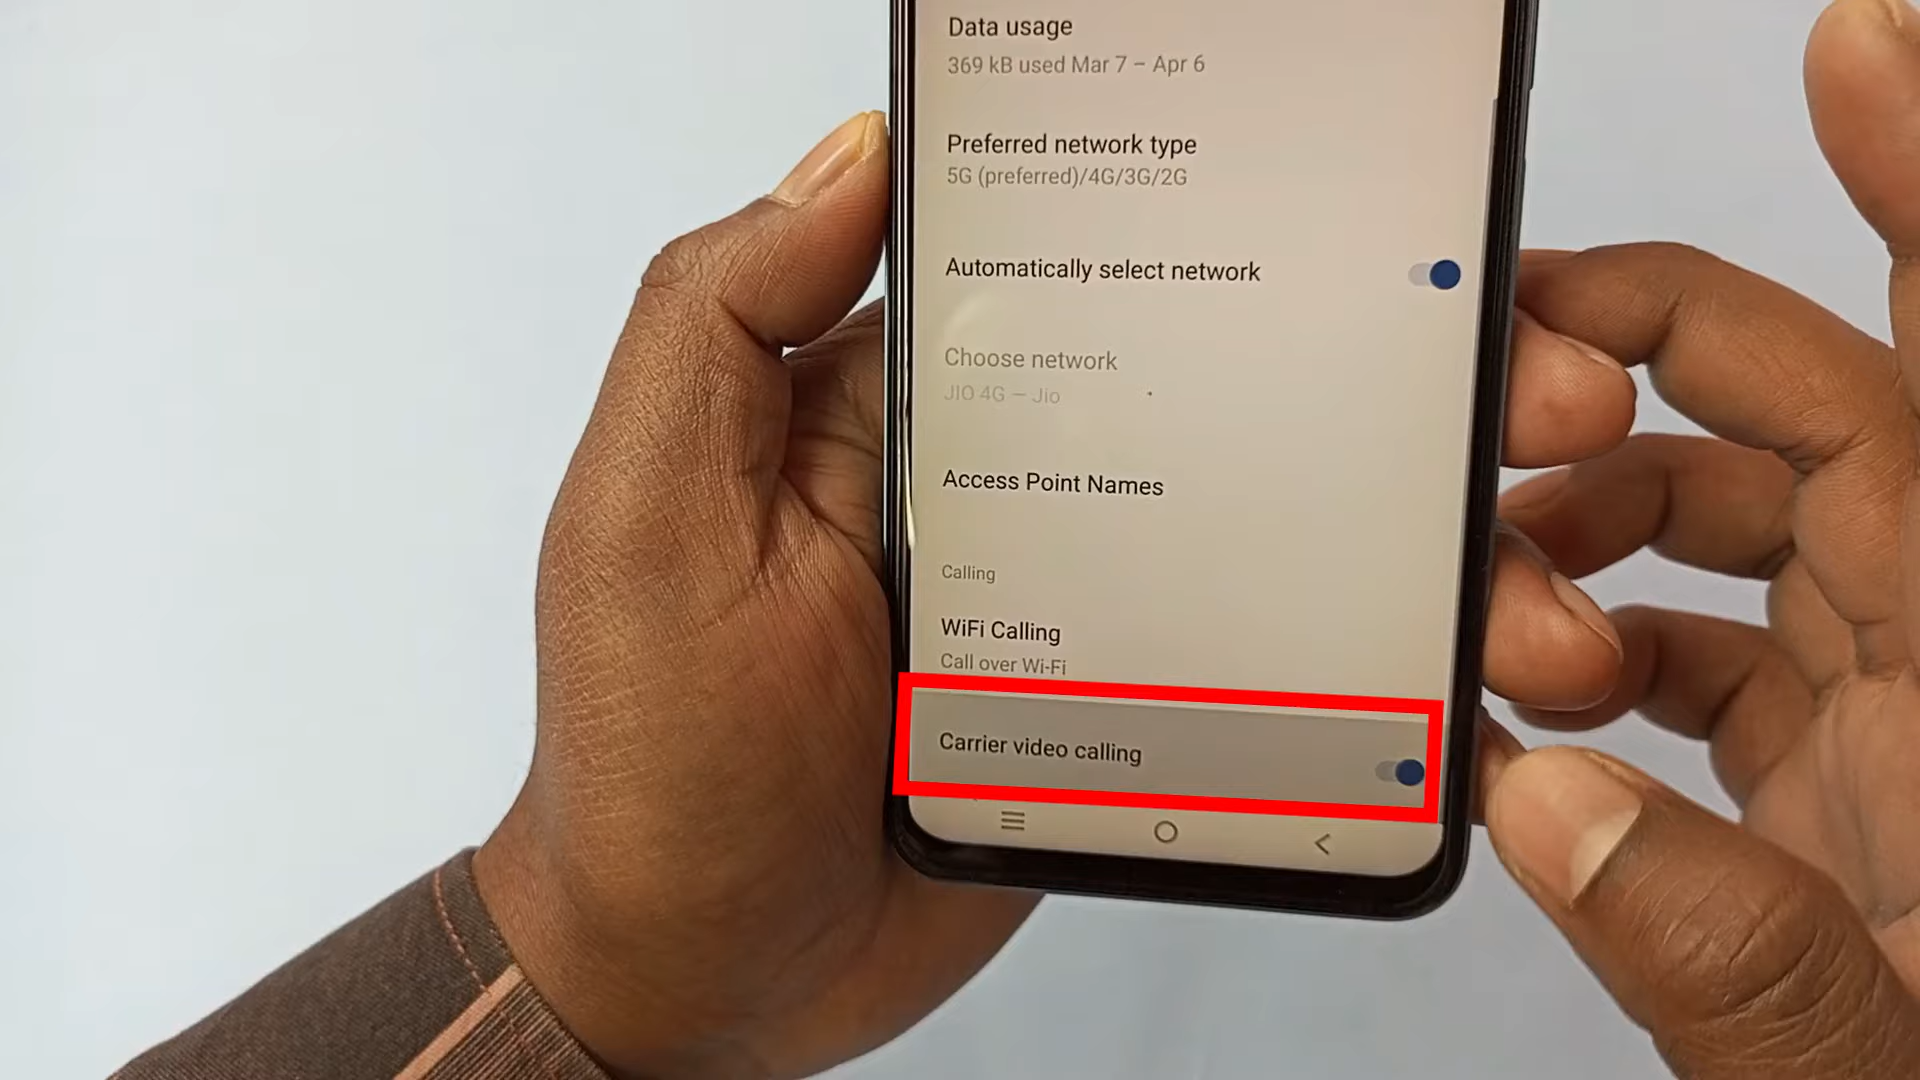 Data usage
369 kB used Mar 7 – Apr 6
Preferred network type
5G (preferred)/4G/3G/2G
Automatically select network
Choose network
JIO 4G — Jio
Access Point Names
Calling
WiFi Calling
Call over Wi-Fi
Carrier video calling